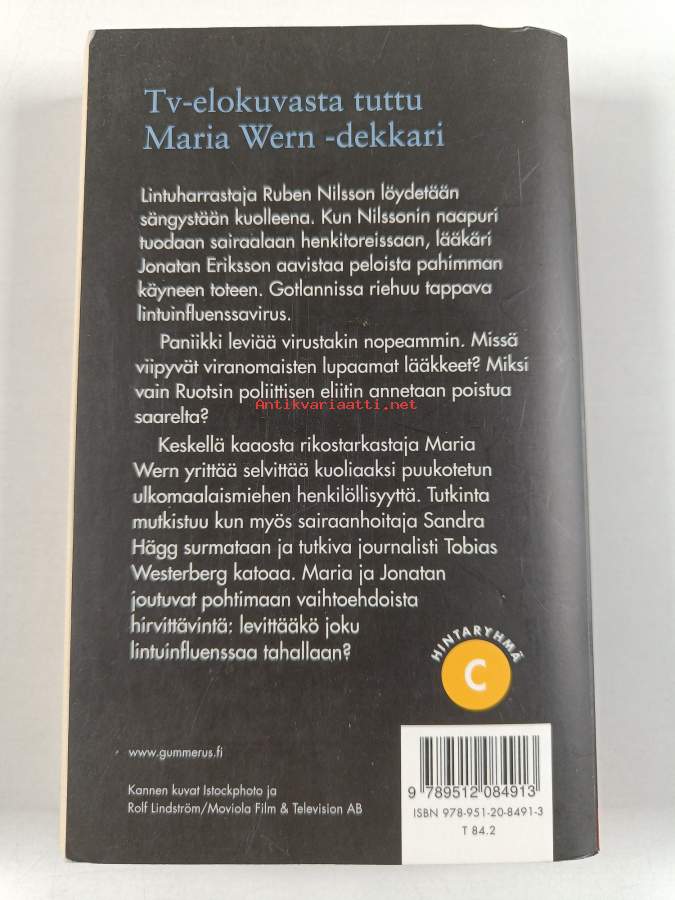 Tv-elokuvasta tuttu
Maria Wern -dekkari
Lintuharrastaja Ruben Nilsson löydetään
sängystään kuolleena. Kun Nilssonin naapuri
tuodaan sairaalaan henkitoreissaan, lääkäri
Jonatan Eriksson aavistaa peloista pahimman
käyneen toteen. Gotlannissa riehuu tappava
lintuinfluenssavirus.
Paniikki leviää virustakin nopeammin. Missä
viipyvät viranomaisten lupaamat lääkkeet? Miksi
vain Ruotsin poliittisen eliitin annetaan poistua
saarelta?
Antikvariaatti.net
Keskellä kaaosta rikostarkastaja Maria
Wern yrittää selvittää kuoliaaksi puukotetun
ulkomaalaismiehen henkilöllisyyttä. Tutkinta
mutkistuu kun myös sairaanhoitaja Sandra
Hägg surmataan ja tutkiva journalisti Tobias
Westerberg katoaa. Maria ja Jonatan
joutuvat pohtimaan vaihtoehdoista
hirvittävintä: levittääkö joku
lintuinfluenssaa tahallaan?
HINTARYHMÄ
C
www.gummerus.fi
Kannen kuvat Istockphoto ja
Rolf Lindström/Moviola Film & Television AB
9 789512 084913
ISBN 978-951-20-8491-3
T 84.2